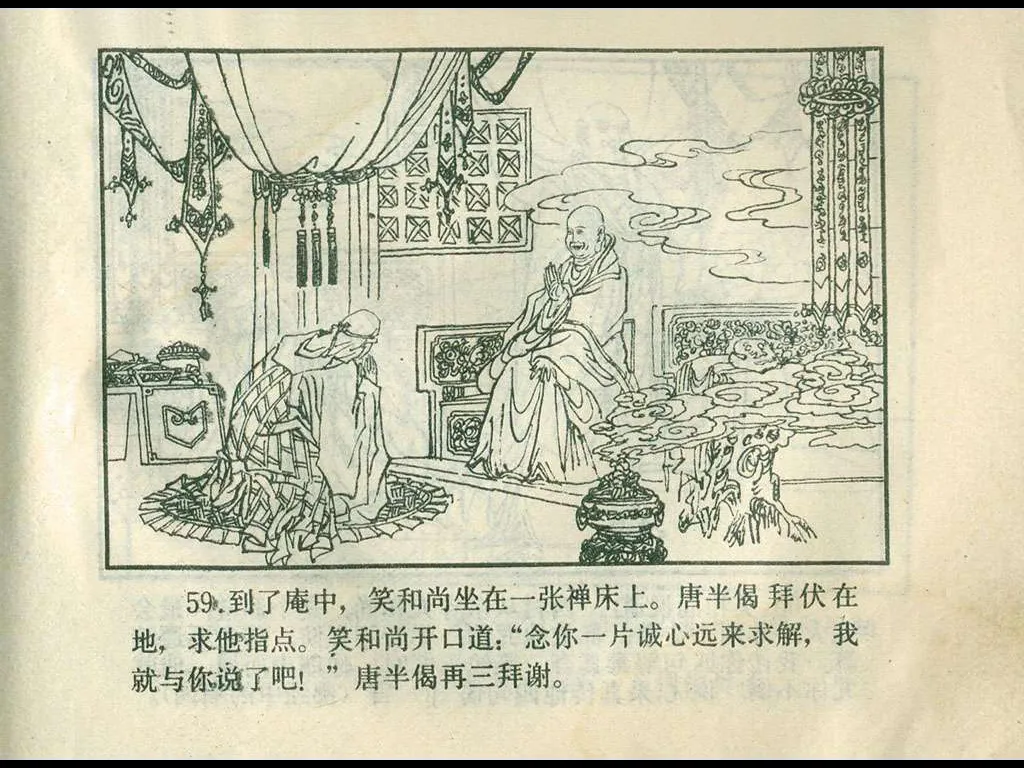 59.到了庵中，笑和尚坐在一张禅床上。唐半偈拜伏在
地，求他指点。笑和尚开口道：“念你一片诚心远来求解，我
就与你说了吧！”唐半偈再三拜谢。